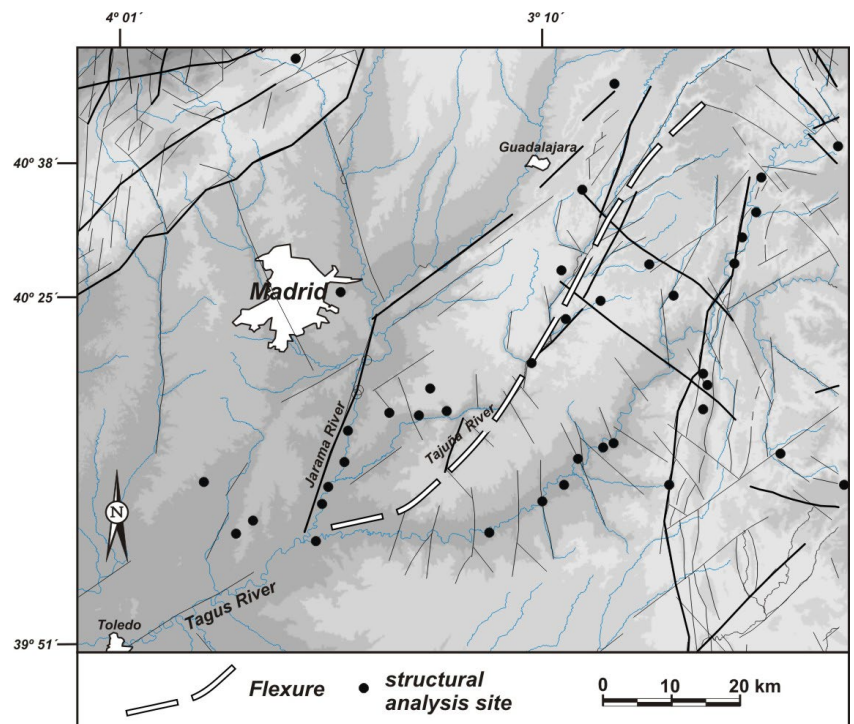 4º 01´ 3º 10´
Guadalajara
40º 38´
40º 25´
Madrid
Jarama River
Tajuña River
N
Tagus River
Toledo
39º 51´
Flexure structural analysis site 0 10 20 km